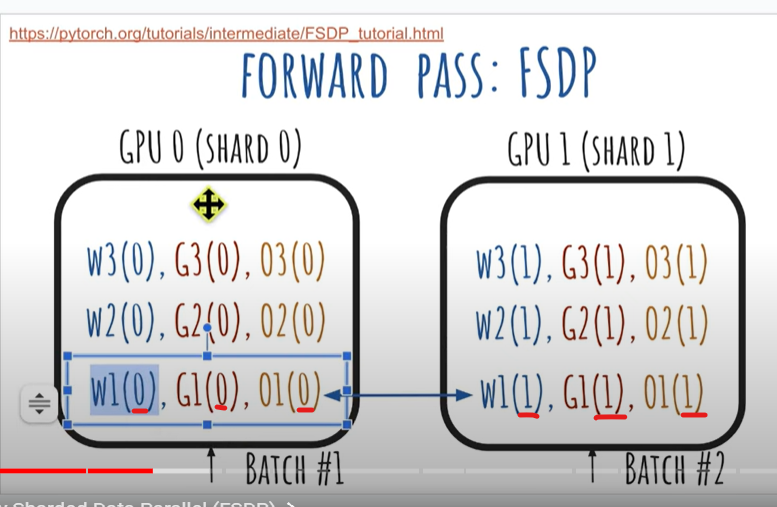 https://pytorch.org/tutorials/intermediate/FSDP_tutorial.html
FORWARD PASS: FSDP
GPU 0 (SHARD 0)
W3(0), G3(0), O3(0)
W2(0), G2(0), O2(0)
W1(0), G1(0), O1(0)
BATCH #1
GPU 1 (SHARD 1)
W3(1), G3(1), O3(1)
W2(1), G2(1), O2(1)
W1(1), G1(1), O1(1)
BATCH #2
Sharded Data Parallel (FSDP)